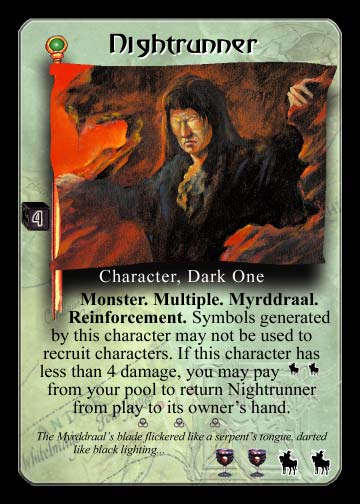 Nightrunner
4
Character, Dark One
Monster. Multiple. Myrddraal.
Reinforcement. Symbols generated
by this character may not be used to
recruit characters. If this character has
less than 4 damage, you may pay
from your pool to return Nightrunner
from play to its owner's hand.
The Myrddraal's blade flickered like a serpent's tongue, darted
like black lighting...